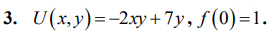 3. U(x,y)=−2xy+7y, f(0)=1.